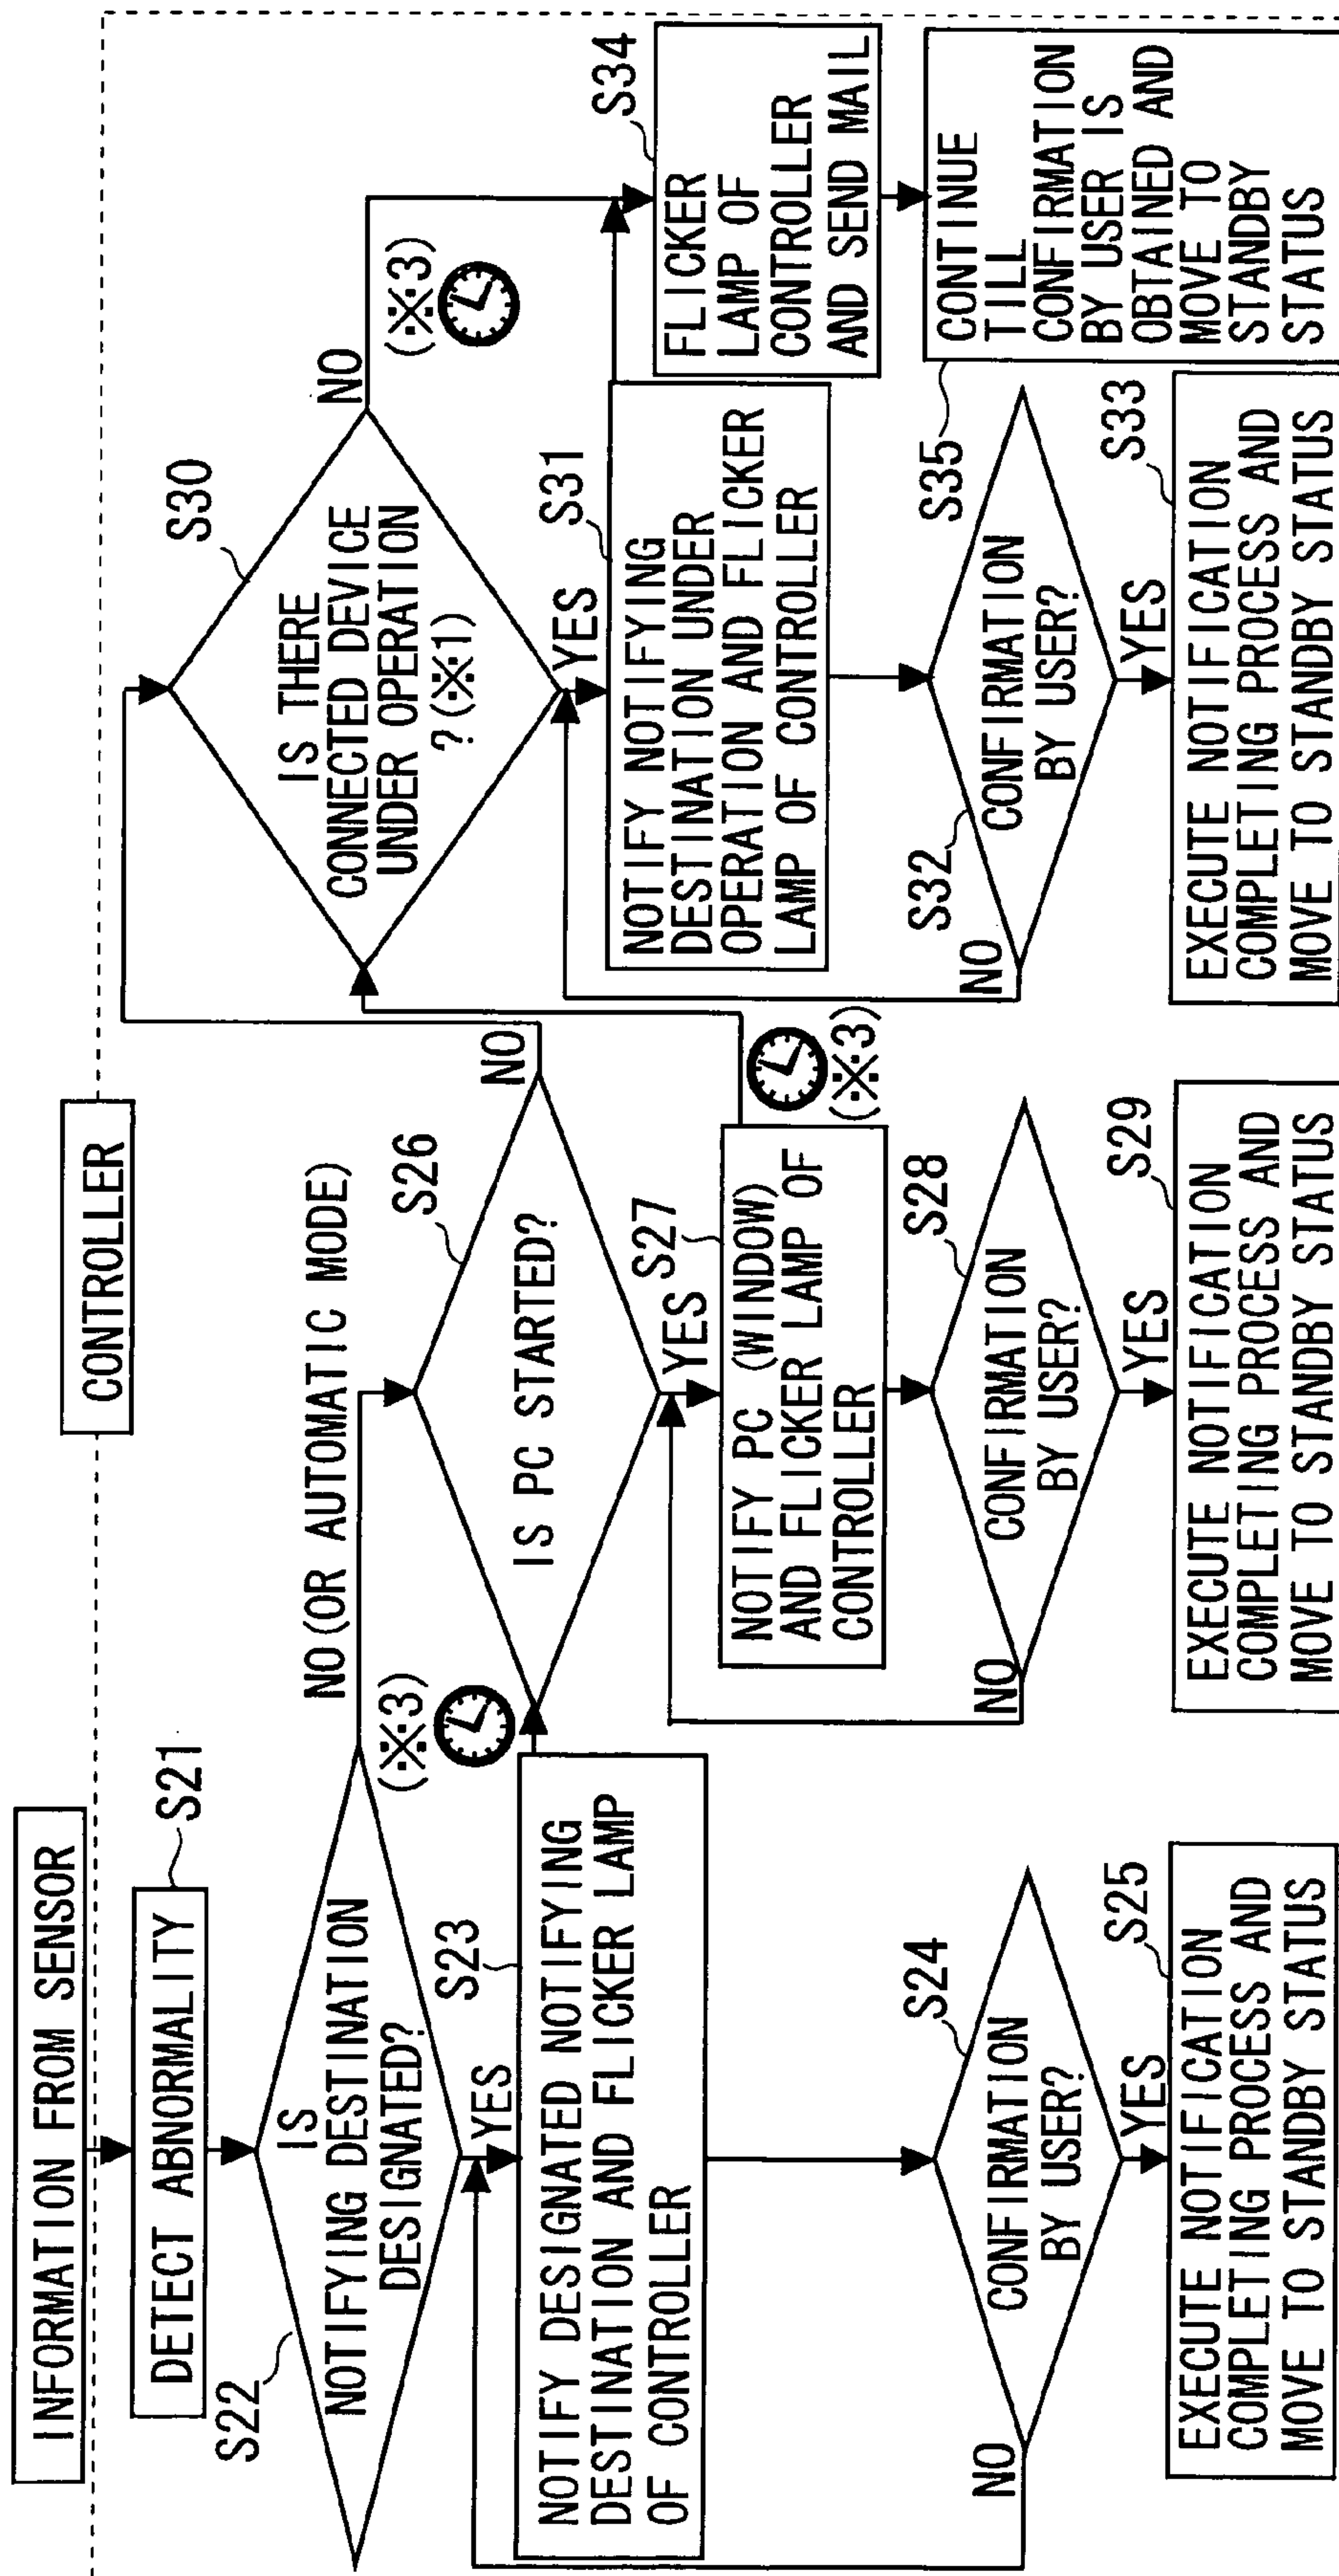 INFORMATION FROM SENSOR
CONTROLLER
DETECT ABNORMALITY
S21
S22
IS
NOTIFYING DESTINATION
DESIGNATED?
NO(OR AUTOMATIC MODE)
(※3)
YES
S23
NOTIFY DESIGNATED NOTIFYING
DESTINATION AND FLICKER LAMP
OF CONTROLLER
S24
CONFIRMATION
BY USER?
NO
YES
S25
EXECUTE NOTIFICATION
COMPLETING PROCESS AND
MOVE TO STANDBY STATUS
S26
IS PC STARTED?
NO
YES
S27
NOTIFY PC (WINDOW)
AND FLICKER LAMP OF
CONTROLLER
(※3)
S28
CONFIRMATION
BY USER?
NO
YES
S29
EXECUTE NOTIFICATION
COMPLETING PROCESS AND
MOVE TO STANDBY STATUS
S30
IS THERE
CONNECTED DEVICE
UNDER OPERATION
?(※1)
NO
(※3)
YES
S31
NOTIFY NOTIFYING
DESTINATION UNDER
OPERATION AND FLICKER
LAMP OF CONTROLLER
S32
CONFIRMATION
BY USER?
NO
YES
S33
EXECUTE NOTIFICATION
COMPLETING PROCESS AND
MOVE TO STANDBY STATUS
S34
FLICKER
LAMP OF
CONTROLLER
AND SEND MAIL
S35
CONTINUE
TILL
CONFIRMATION
BY USER IS
OBTAINED AND
MOVE TO
STANDBY
STATUS